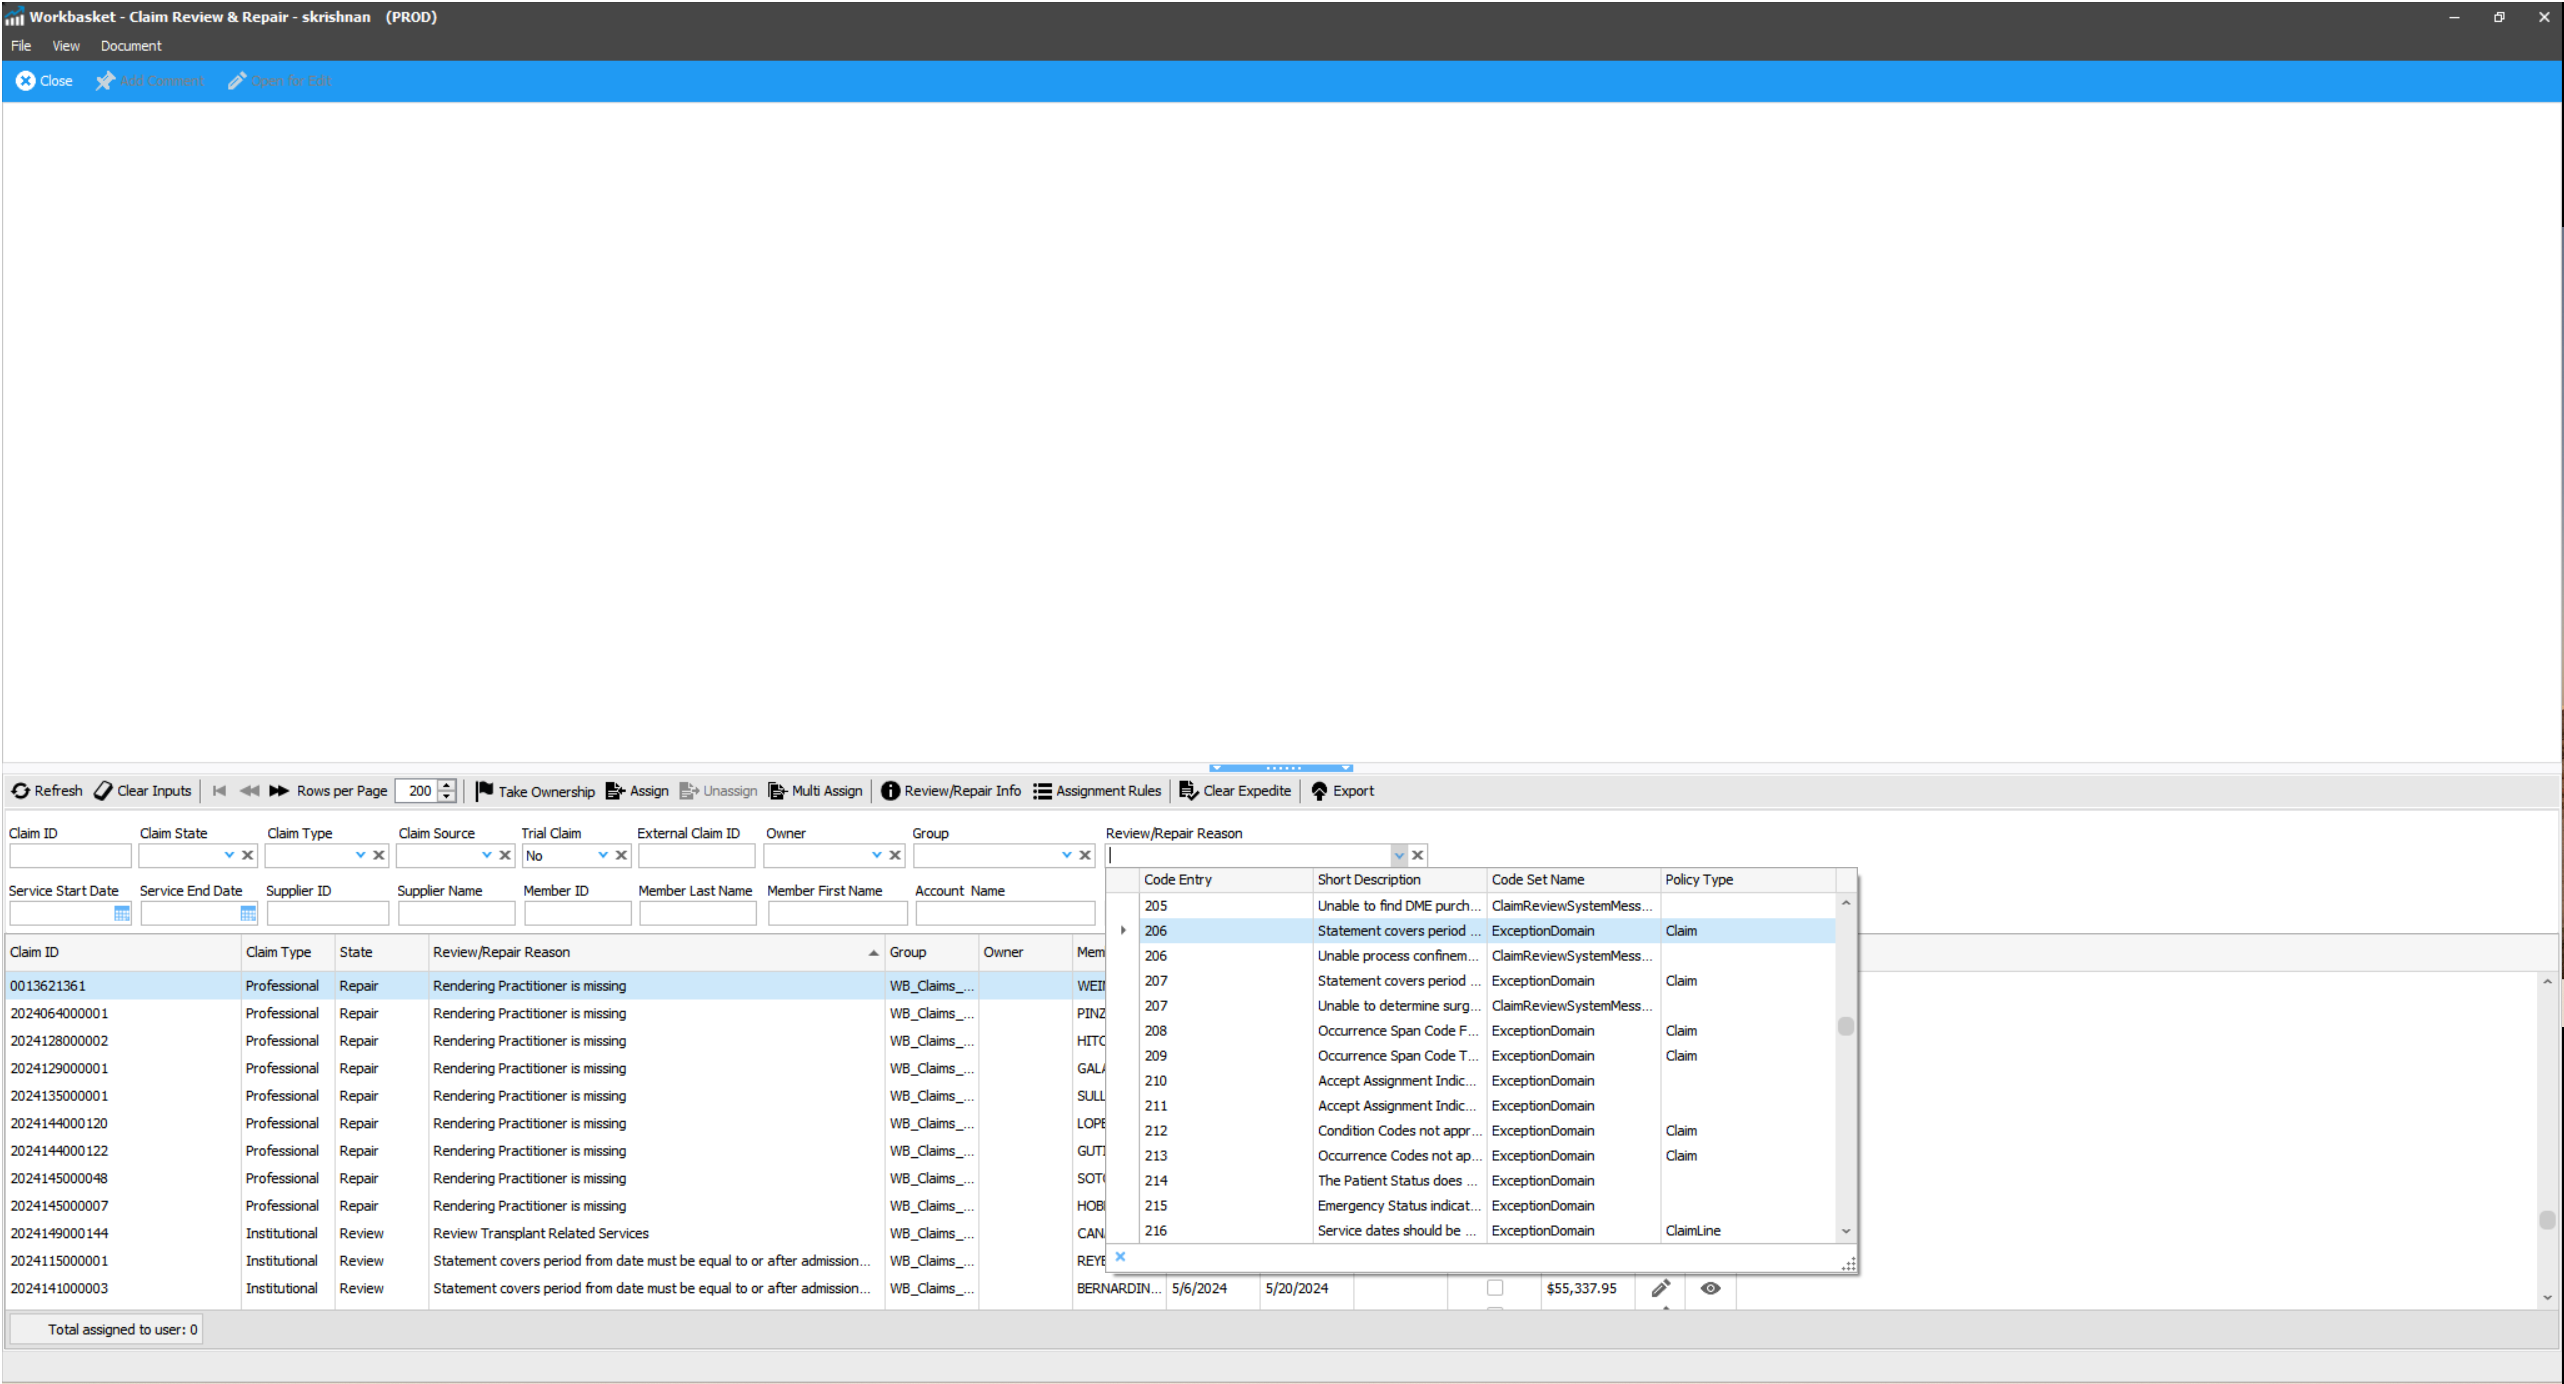 Workbasket - Claim Review & Repair - skrishnan (PROD)
File View Document
Close Add Comment Open for Edit
Refresh Clear Inputs Rows per Page 200 Take Ownership Assign Unassign Multi Assign Review/Repair Info Assignment Rules Clear Expedite Export
Claim ID Claim State Claim Type Claim Source Trial Claim External Claim ID Owner Group Review/Repair Reason
No
Service Start Date Service End Date Supplier ID Supplier Name Member ID Member Last Name Member First Name Account Name
Code Entry Short Description Code Set Name Policy Type
205 Unable to find DME purch... ClaimReviewSystemMess...
206 Statement covers period ... ExceptionDomain Claim
206 Unable process confinem... ClaimReviewSystemMess...
207 Statement covers period ... ExceptionDomain Claim
207 Unable to determine surg... ClaimReviewSystemMess...
208 Occurrence Span Code F... ExceptionDomain Claim
209 Occurrence Span Code T... ExceptionDomain Claim
210 Accept Assignment Indic... ExceptionDomain
211 Accept Assignment Indic... ExceptionDomain
212 Condition Codes not appr... ExceptionDomain Claim
213 Occurrence Codes not ap... ExceptionDomain Claim
214 The Patient Status does ... ExceptionDomain
215 Emergency Status indicat... ExceptionDomain
216 Service dates should be ... ExceptionDomain ClaimLine
Claim ID Claim Type State Review/Repair Reason Group Owner Mem
0013621361 Professional Repair Rendering Practitioner is missing WB_Claims_...
2024064000001 Professional Repair Rendering Practitioner is missing WB_Claims_... PINZ
2024128000002 Professional Repair Rendering Practitioner is missing WB_Claims_... HITC
2024129000001 Professional Repair Rendering Practitioner is missing WB_Claims_... GALA
2024135000001 Professional Repair Rendering Practitioner is missing WB_Claims_... SULL
2024144000120 Professional Repair Rendering Practitioner is missing WB_Claims_... LOPE
2024144000122 Professional Repair Rendering Practitioner is missing WB_Claims_... GUTI
2024145000048 Professional Repair Rendering Practitioner is missing WB_Claims_... SOTO
2024145000007 Professional Repair Rendering Practitioner is missing WB_Claims_... HOB
2024149000144 Institutional Review Review Transplant Related Services WB_Claims_... CAN
2024115000001 Institutional Review Statement covers period from date must be equal to or after admission... WB_Claims_... REYE
2024141000003 Institutional Review Statement covers period from date must be equal to or after admission... WB_Claims_... BERNARDIN... 5/6/2024 5/20/2024 $55,337.95
Total assigned to user: 0